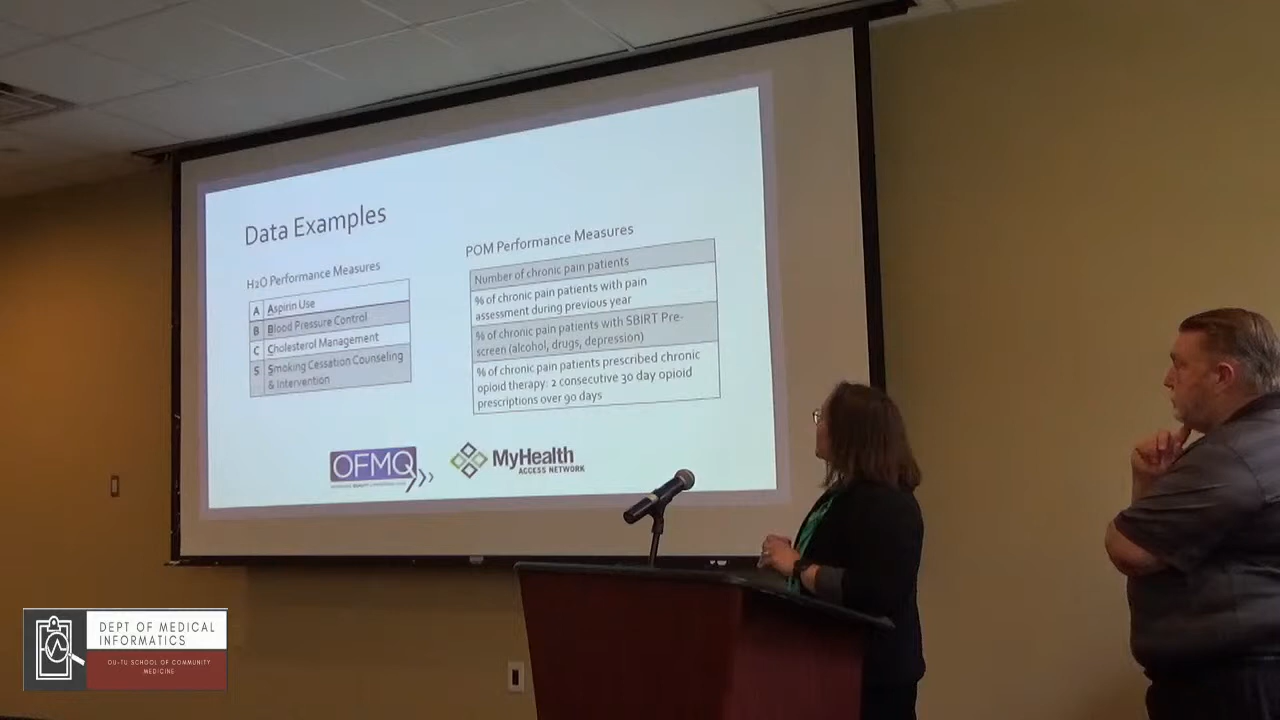 Data Examples
H2O Performance Measures
A Aspirin Use
B Blood Pressure Control
C Cholesterol Management
S Smoking Cessation Counseling
& Intervention
POM Performance Measures
Number of chronic pain patients
% of chronic pain patients with pain
assessment during previous year
% of chronic pain patients with SBIRT Pre-
screen (alcohol, drugs, depression)
% of chronic pain patients prescribed chronic
opioid therapy: 2 consecutive 30 day opioid
prescriptions over 90 days
OFMQ
MyHealth
ACCESS NETWORK
DEPT OF MEDICAL
INFORMATICS
OU-TU SCHOOL OF COMMUNITY
MEDICINE